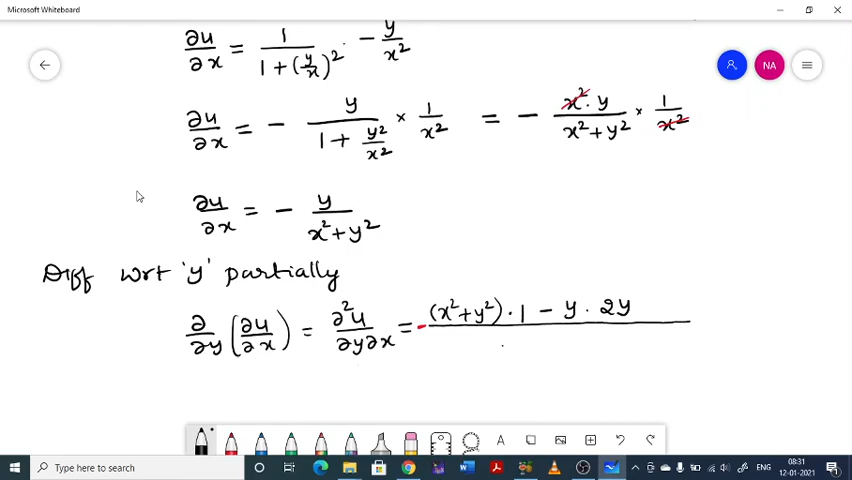 Microsoft Whiteboard
∂u/∂x = 1/(1+(y/x)²) · -y/x²
NA
∂u/∂x = - y/(1 + y²/x²) × 1/x² = - x²·y/(x²+y²) × 1/x²
∂u/∂x = - y/(x²+y²)
Diff wrt 'y' partially
∂/∂y (∂u/∂x) = ∂²u/∂y∂x = - (x²+y²)·1 - y·2y
Type here to search
ENG
08:31
12-01-2021